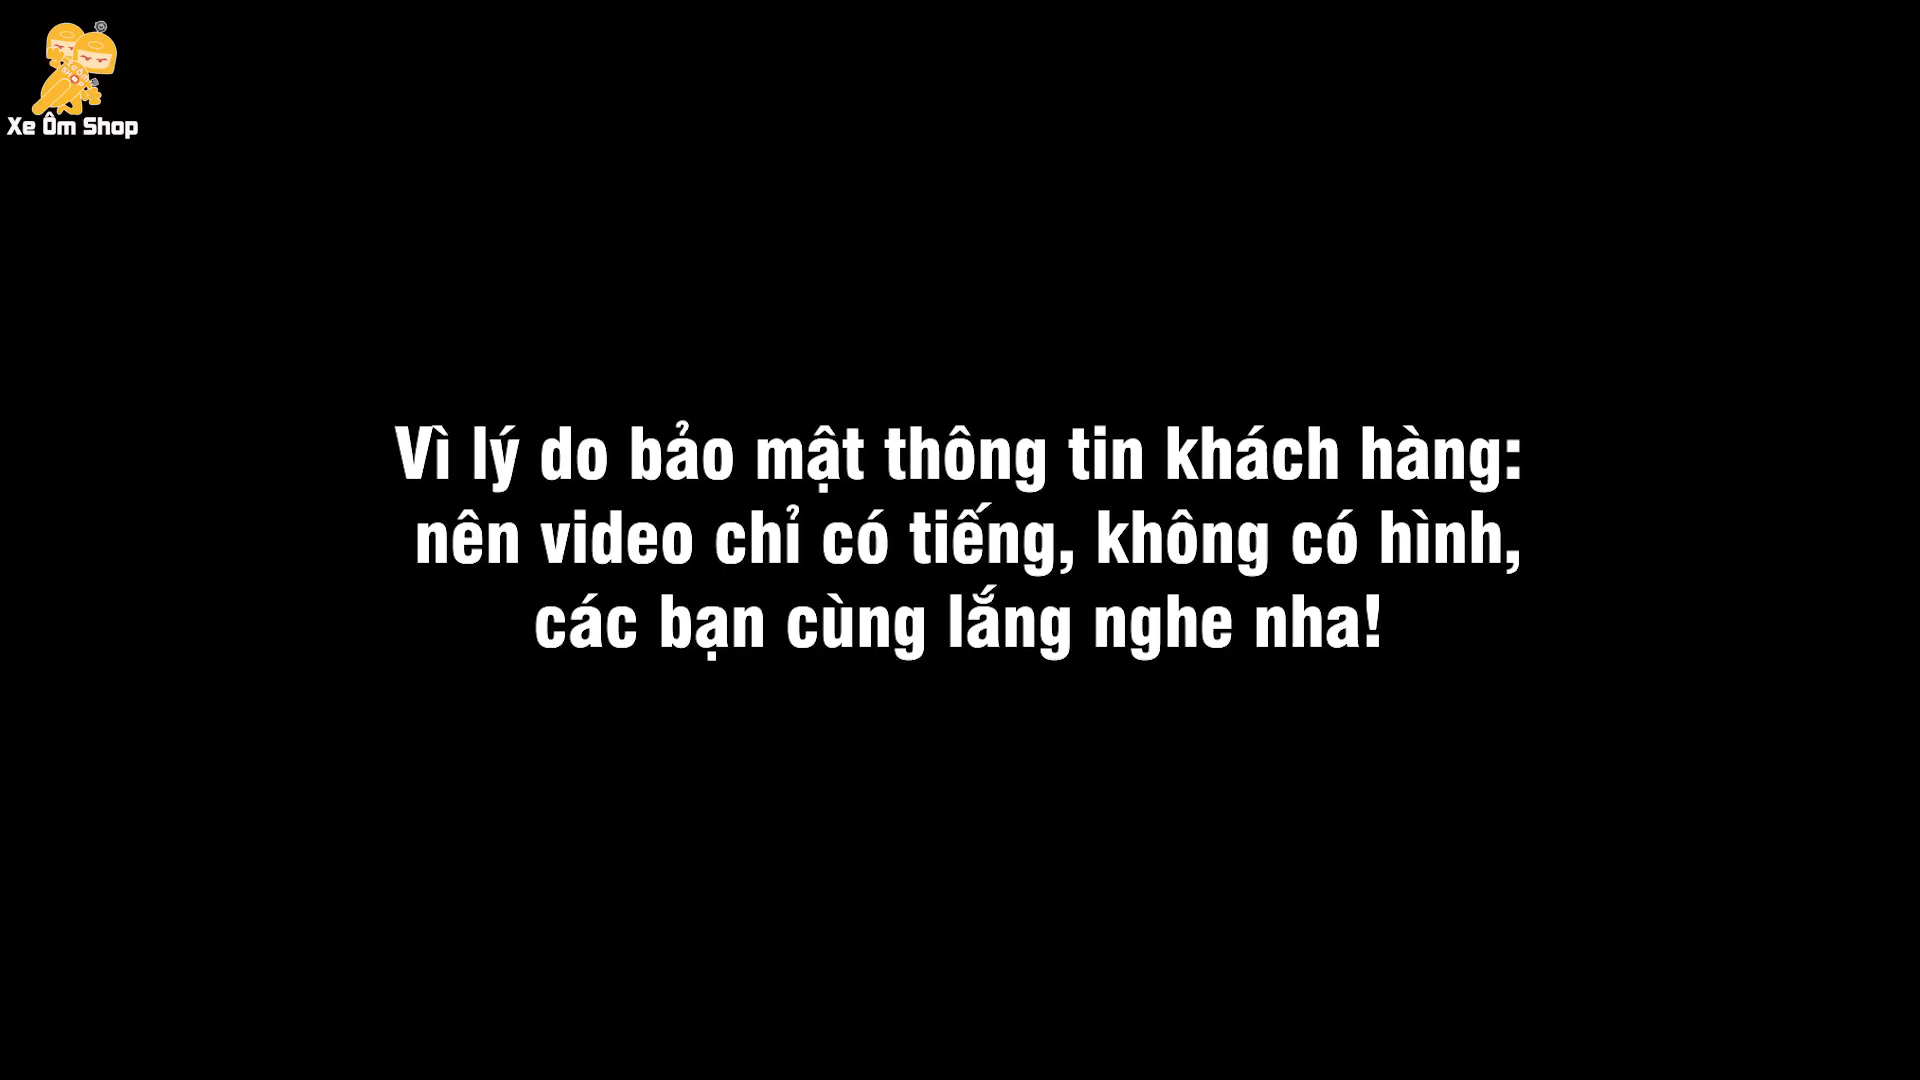 Xe Ôm Shop
Vì lý do bảo mật thông tin khách hàng:
nên video chỉ có tiếng, không có hình,
các bạn cùng lắng nghe nha!